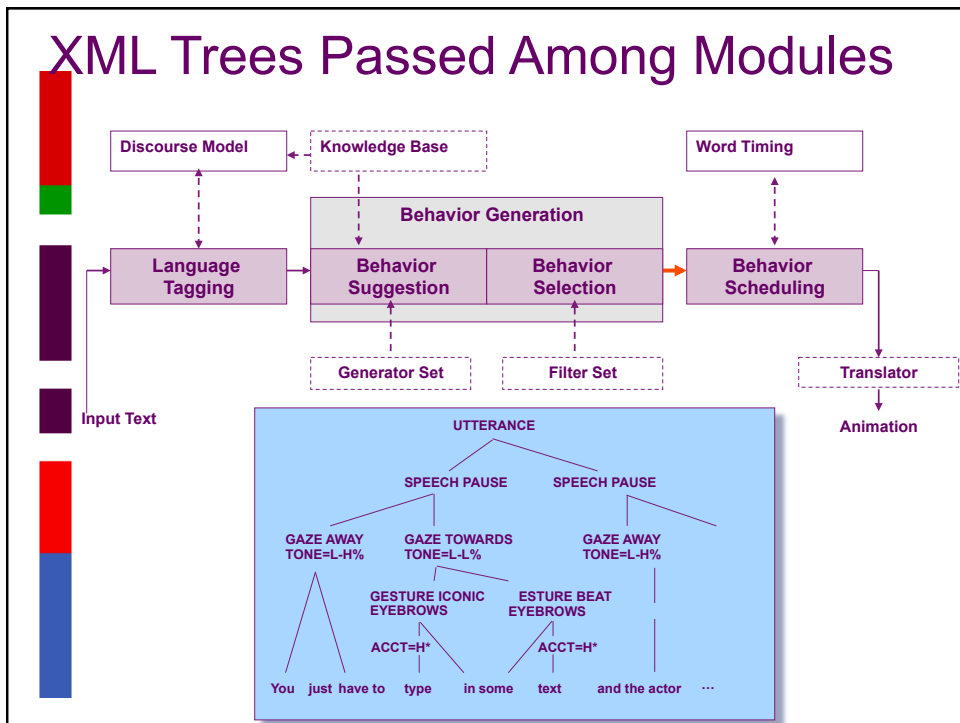 XML Trees Passed Among Modules
Discourse Model
Knowledge Base
Word Timing
Behavior Generation
Language
Tagging
Behavior
Suggestion
Behavior
Selection
Behavior
Scheduling
Generator Set
Filter Set
Translator
Input Text
Animation
UTTERANCE
SPEECH PAUSE
SPEECH PAUSE
GAZE AWAY
TONE=L-H%
GAZE TOWARDS
TONE=L-L%
GAZE AWAY
TONE=L-H%
GESTURE ICONIC
EYEBROWS
ESTURE BEAT
EYEBROWS
ACCT=H*
ACCT=H*
You just have to type in some text and the actor …